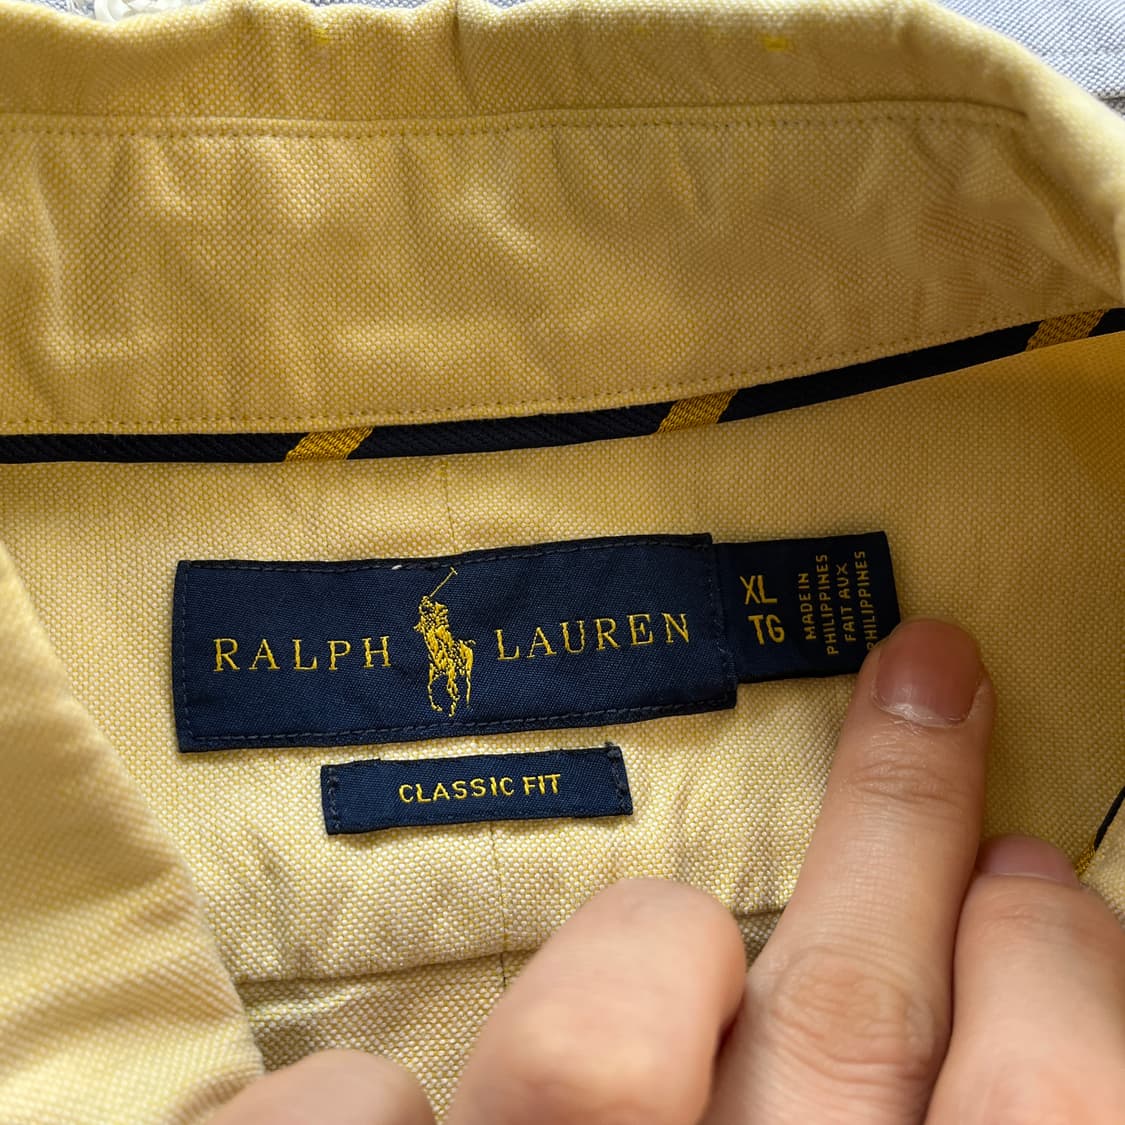 RALPH LAUREN
XL
TG
MADE IN
PHILIPPINES
FAIT AUX
PHILIPPINES
CLASSIC FIT